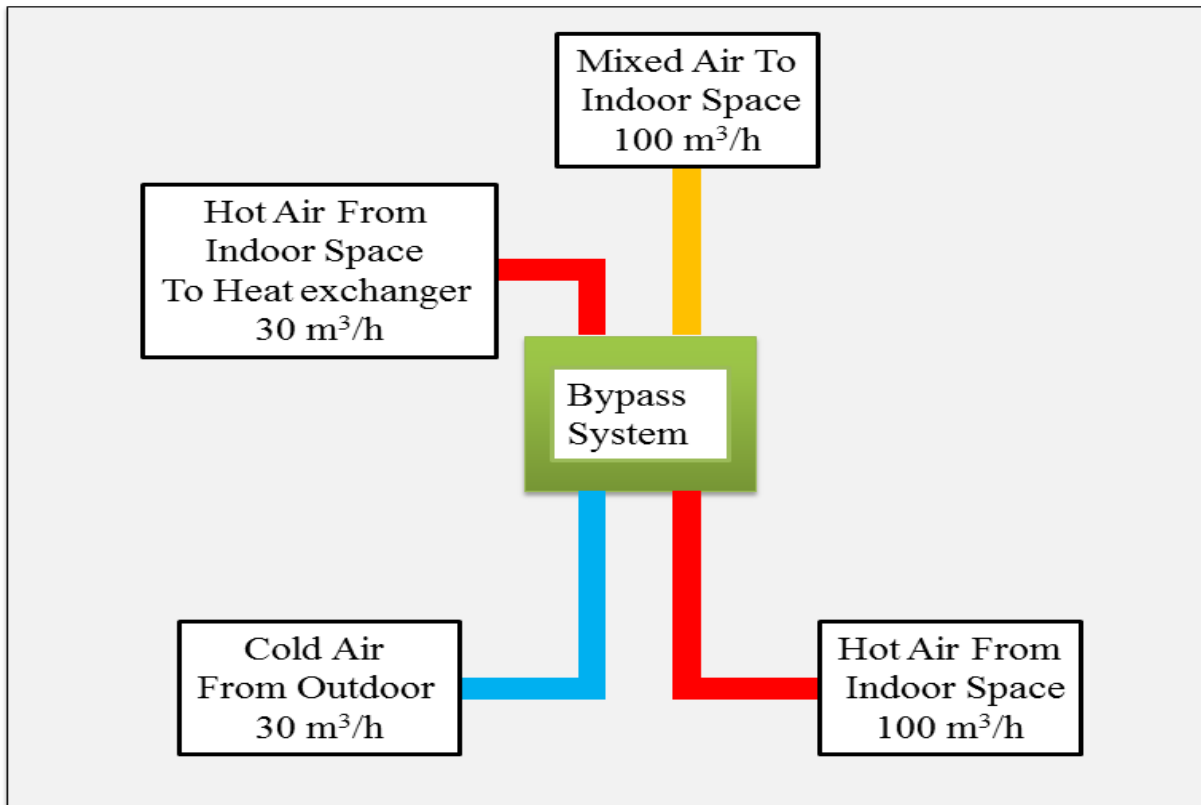 Mixed Air To
Indoor Space
100 m³/h
Hot Air From
Indoor Space
To Heat exchanger
30 m³/h
Bypass
System
Cold Air
From Outdoor
30 m³/h
Hot Air From
Indoor Space
100 m³/h